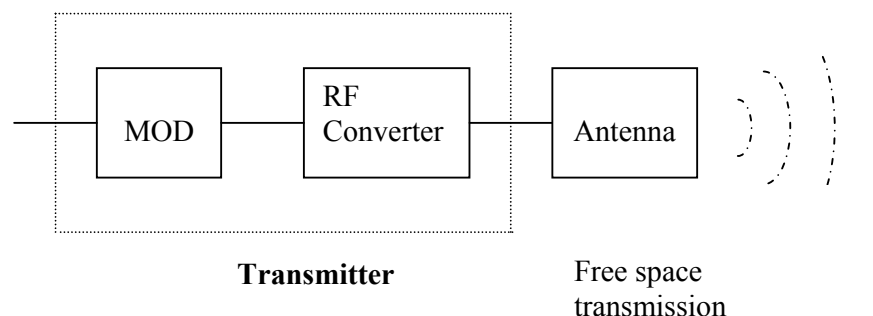 RF
MOD
Converter
Antenna
Transmitter
Free space
transmission